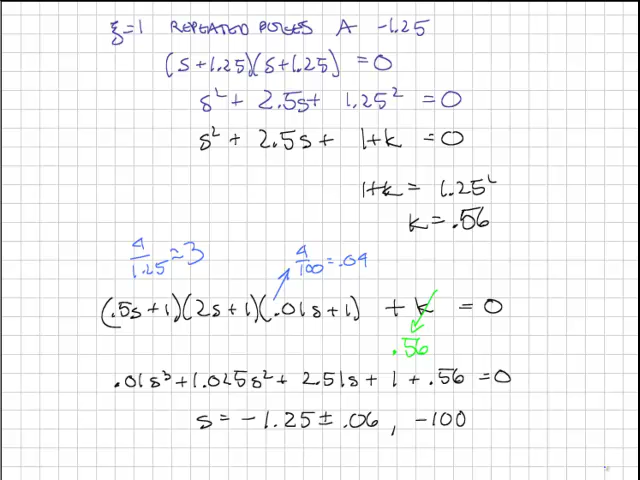 ξ=1 REPEATED POLES A -1.25
(s+1.25)(s+1.25) =0
s² + 2.5s + 1.25² =0
s² + 2.5s + 1+k =0
1+k = 1.25²
k = .56
4/1.25 ≈ 3 4/100 = .04
(.5s+1)(2s+1)(.01s+1) + k = 0
.56
.01s³ + 1.025s² + 2.51s + 1 + .56 = 0
s = -1.25 ± .06, -100